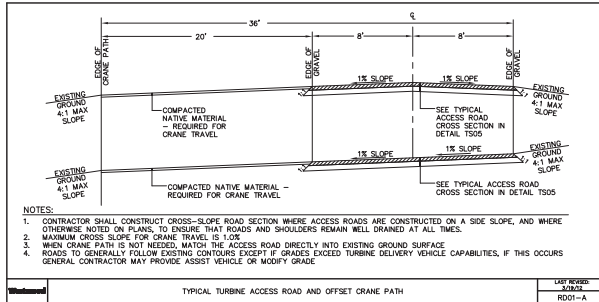 36'
℄
20'
8'
8'
EDGE OF
CRANE PATH
EDGE OF
GRAVEL
EDGE OF
GRAVEL
1% SLOPE
1% SLOPE
EXISTING
GROUND
4:1 MAX
SLOPE
EXISTING
GROUND
4:1 MAX
SLOPE
COMPACTED
NATIVE MATERIAL
- REQUIRED FOR
CRANE TRAVEL
SEE TYPICAL
ACCESS ROAD
CROSS SECTION IN
DETAIL TS05
1% SLOPE
1% SLOPE
EXISTING
GROUND
4:1 MAX
SLOPE
EXISTING
GROUND
4:1 MAX
SLOPE
COMPACTED NATIVE MATERIAL -
REQUIRED FOR CRANE TRAVEL
SEE TYPICAL ACCESS ROAD
CROSS SECTION IN DETAIL TS05
NOTES:
1. CONTRACTOR SHALL CONSTRUCT CROSS-SLOPE ROAD SECTION WHERE ACCESS ROADS ARE CONSTRUCTED ON A SIDE SLOPE, AND WHERE
OTHERWISE NOTED ON PLANS, TO ENSURE THAT ROADS AND SHOULDERS REMAIN WELL DRAINED AT ALL TIMES.
2. MAXIMUM CROSS SLOPE FOR CRANE TRAVEL IS 1.0%
3. WHEN CRANE PATH IS NOT NEEDED, MATCH THE ACCESS ROAD DIRECTLY INTO EXISTING GROUND SURFACE
4. ROADS TO GENERALLY FOLLOW EXISTING CONTOURS EXCEPT IF GRADES EXCEED TURBINE DELIVERY VEHICLE CAPABILITIES, IF THIS OCCURS
GENERAL CONTRACTOR MAY PROVIDE ASSIST VEHICLE OR MODIFY GRADE
Westwood
TYPICAL TURBINE ACCESS ROAD AND OFFSET CRANE PATH
LAST REVISED:
3/19/12
RD01-A